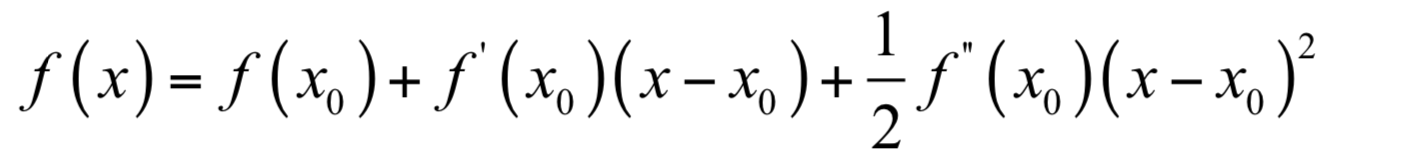 f(x) = f(x₀) + f'(x₀)(x − x₀) + 1/2 f"(x₀)(x − x₀)²